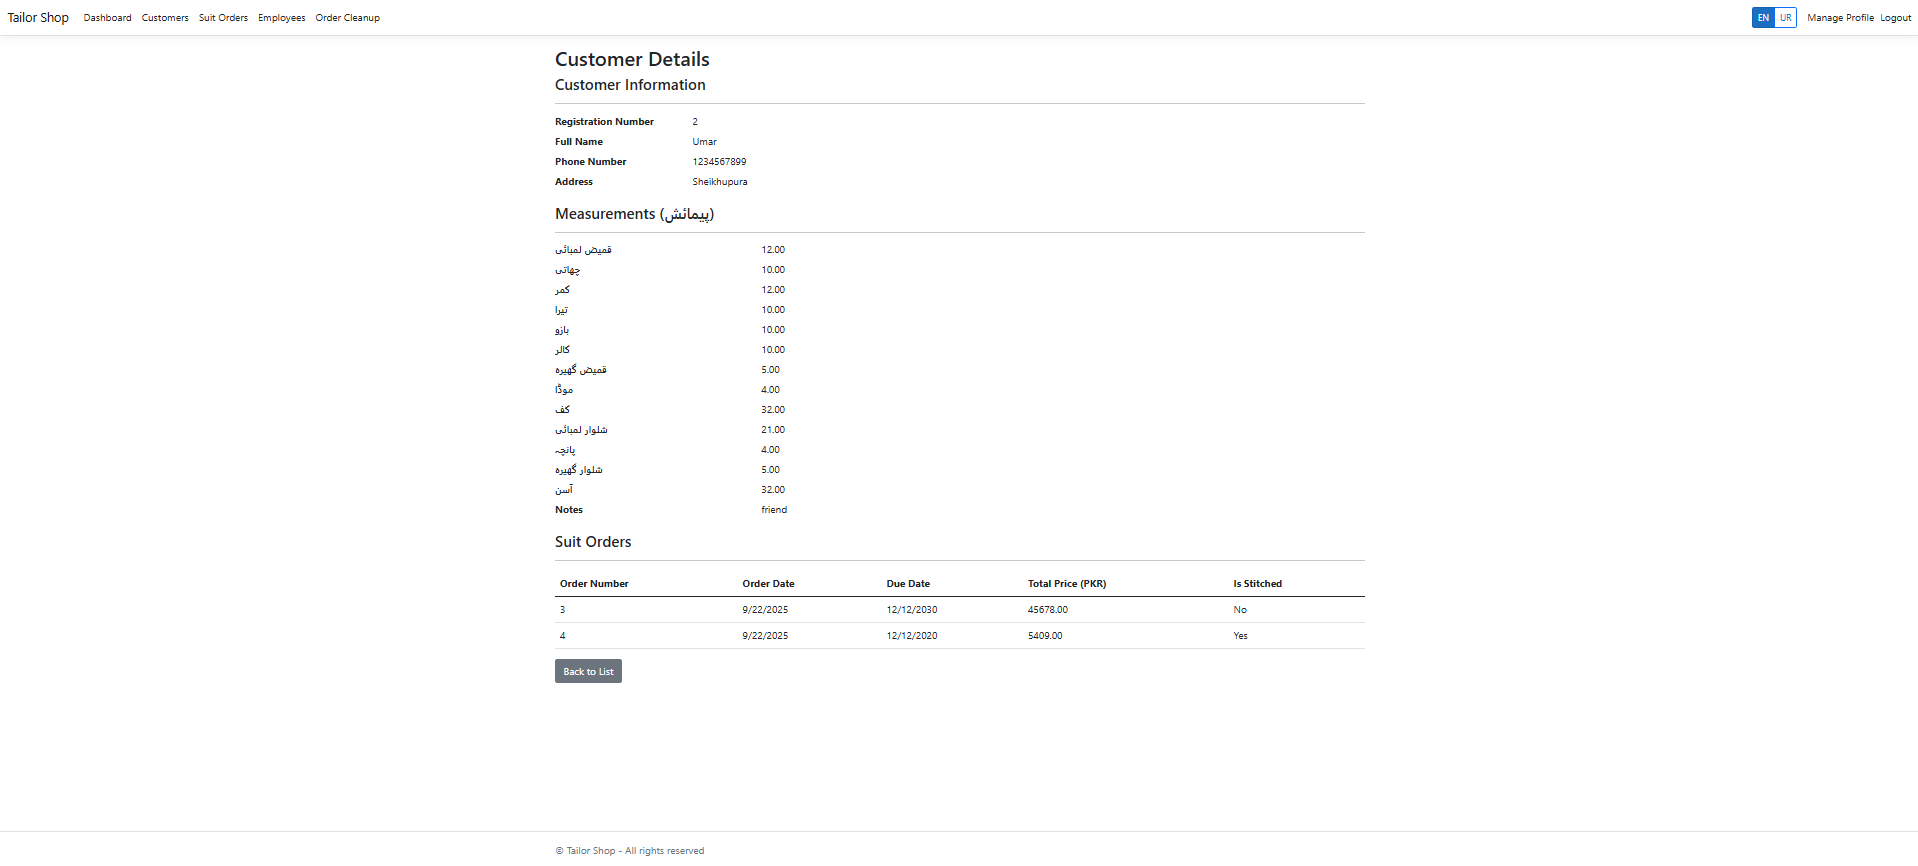 Tailor Shop Dashboard Customers Suit Orders Employees Order Cleanup EN UR Manage Profile Logout
Customer Details
Customer Information
Registration Number 2
Full Name Umar
Phone Number 1234567899
Address Sheikhupura
Measurements (پیمائش)
قمیض لمبائی 12.00
چھاتی 10.00
کمر 12.00
تیرا 10.00
بازو 10.00
کالر 10.00
قمیض گھیرہ 5.00
موڈا 4.00
کف 32.00
شلوار لمبائی 21.00
پانچہ 4.00
شلوار گھیرہ 5.00
آسن 32.00
Notes friend
Suit Orders
Order Number Order Date Due Date Total Price (PKR) Is Stitched
3 9/22/2025 12/12/2030 45678.00 No
4 9/22/2025 12/12/2020 5409.00 Yes
Back to List
© Tailor Shop - All rights reserved